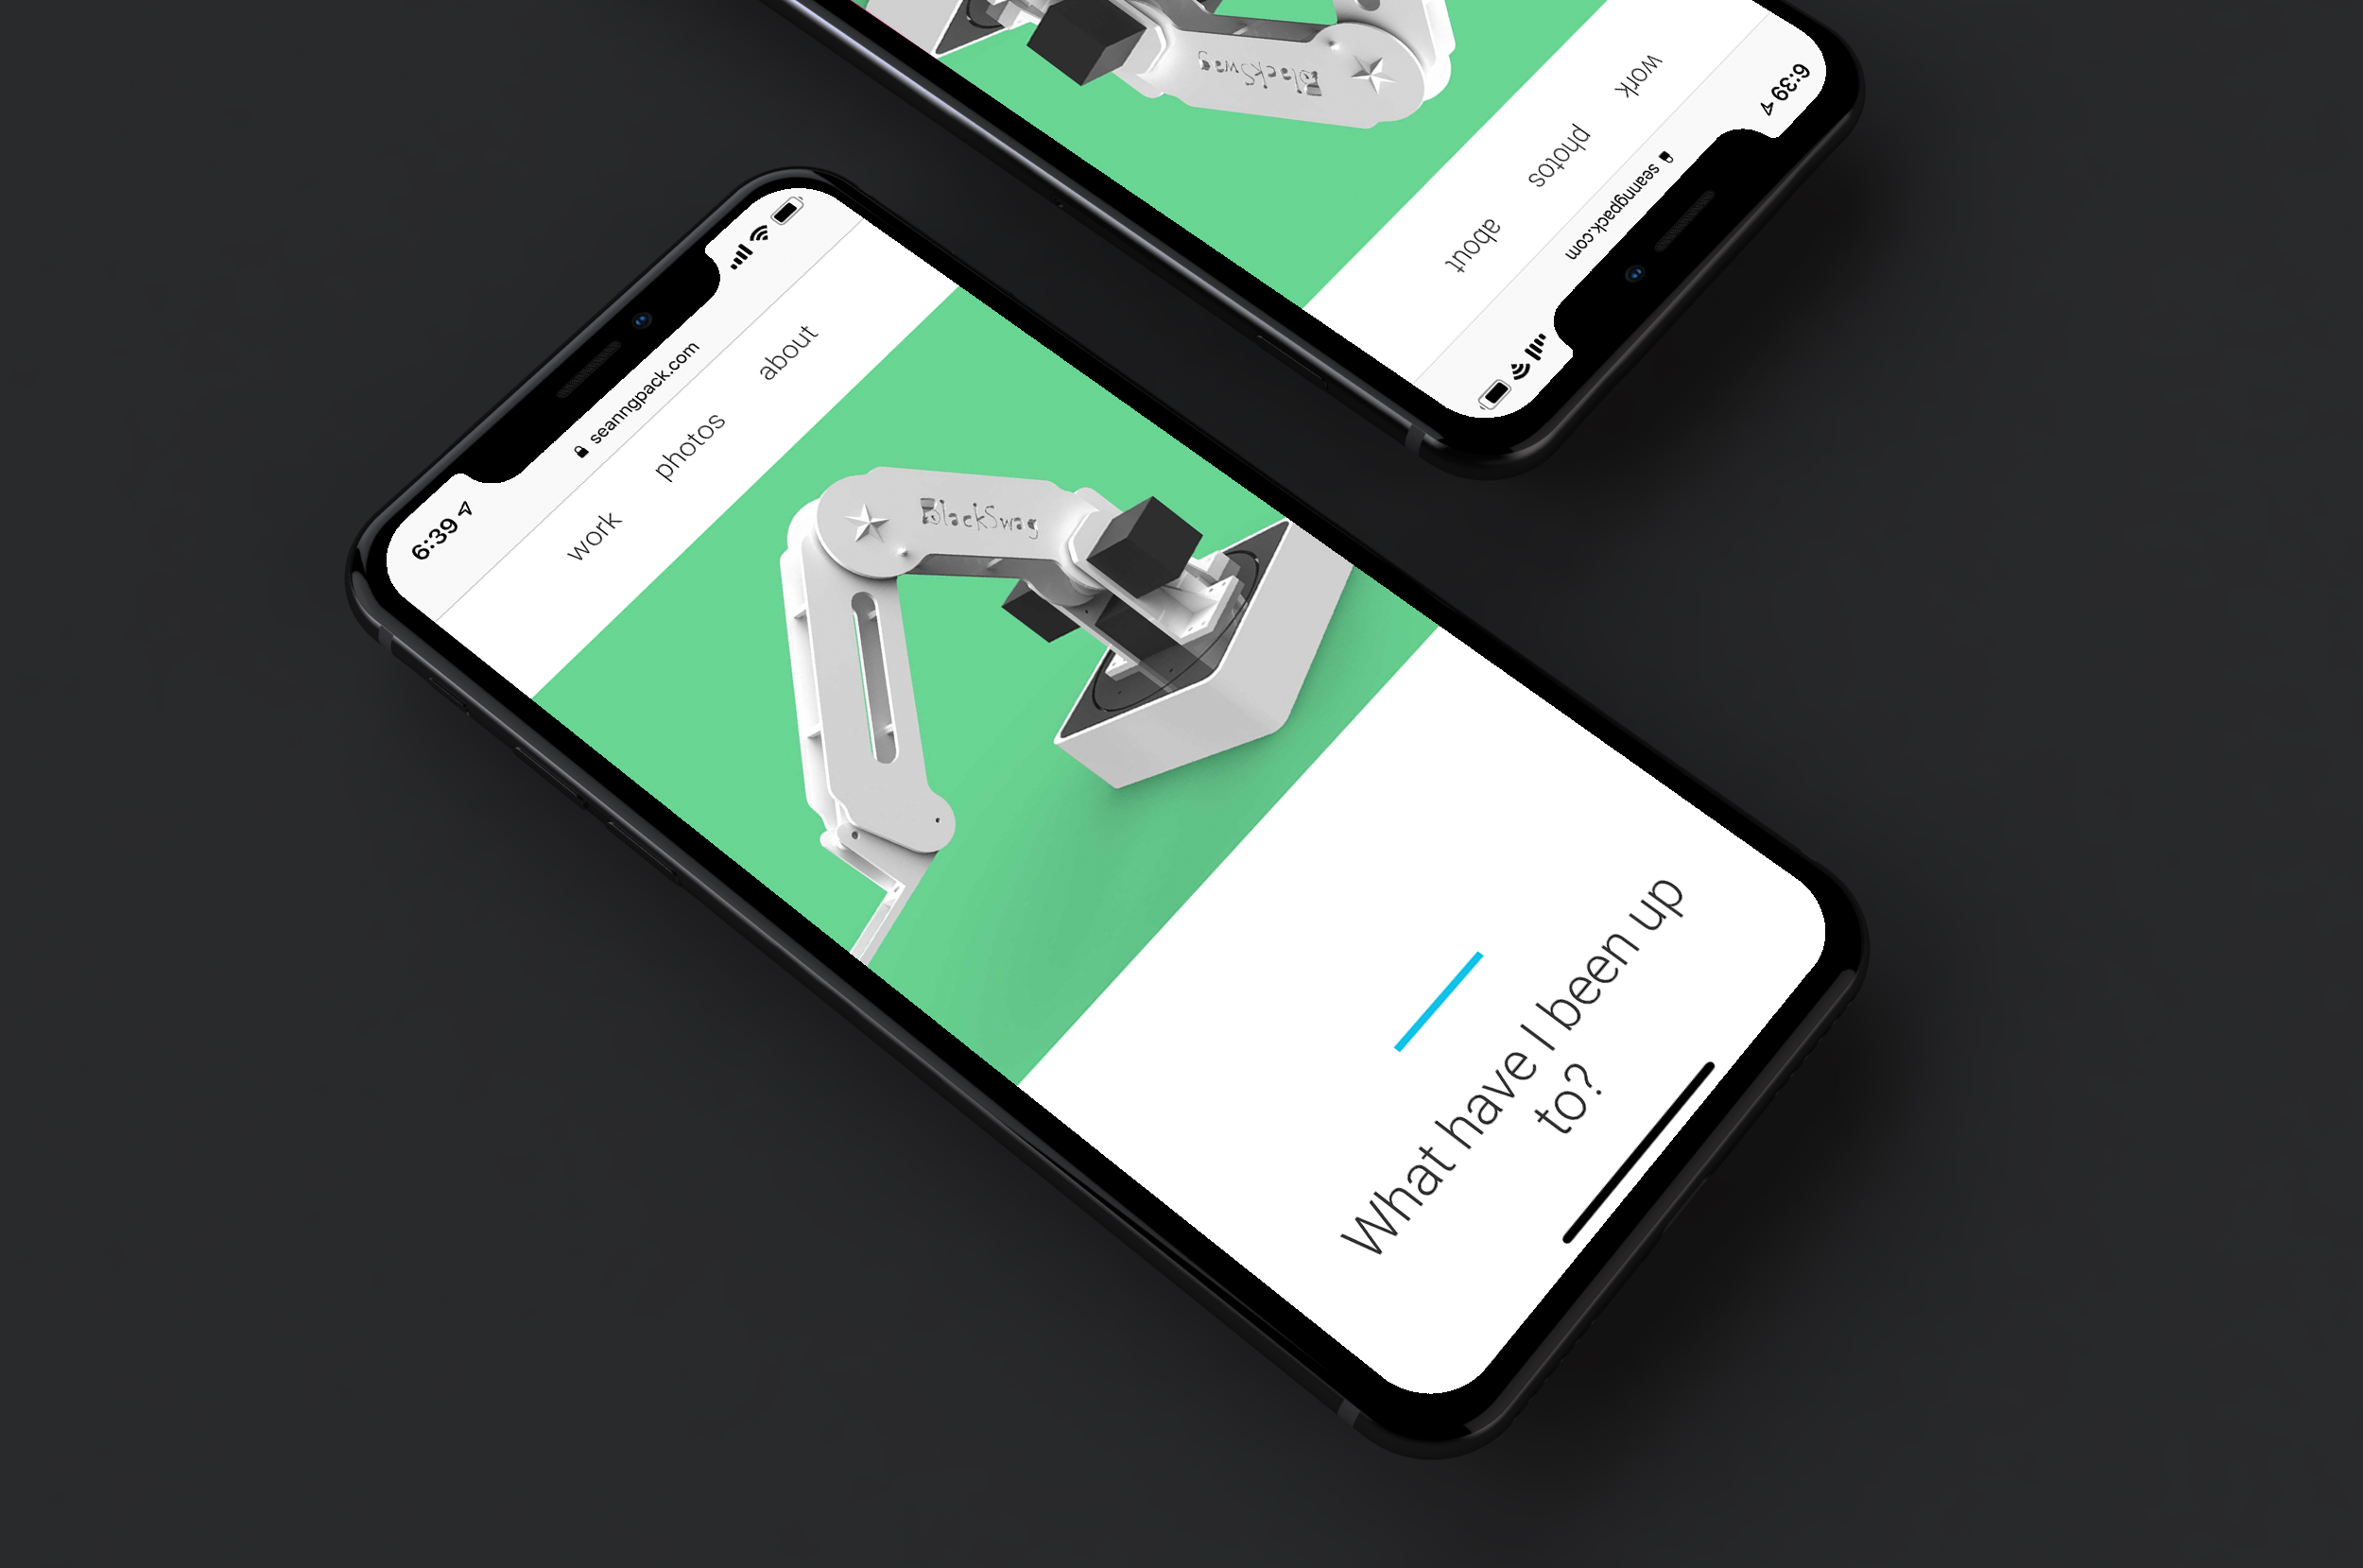 work
photos
about
6:39
seanngpack.com
BlackSwag
6:39
seanngpack.com
work
photos
about
BlackSwag
What have I been up
to?